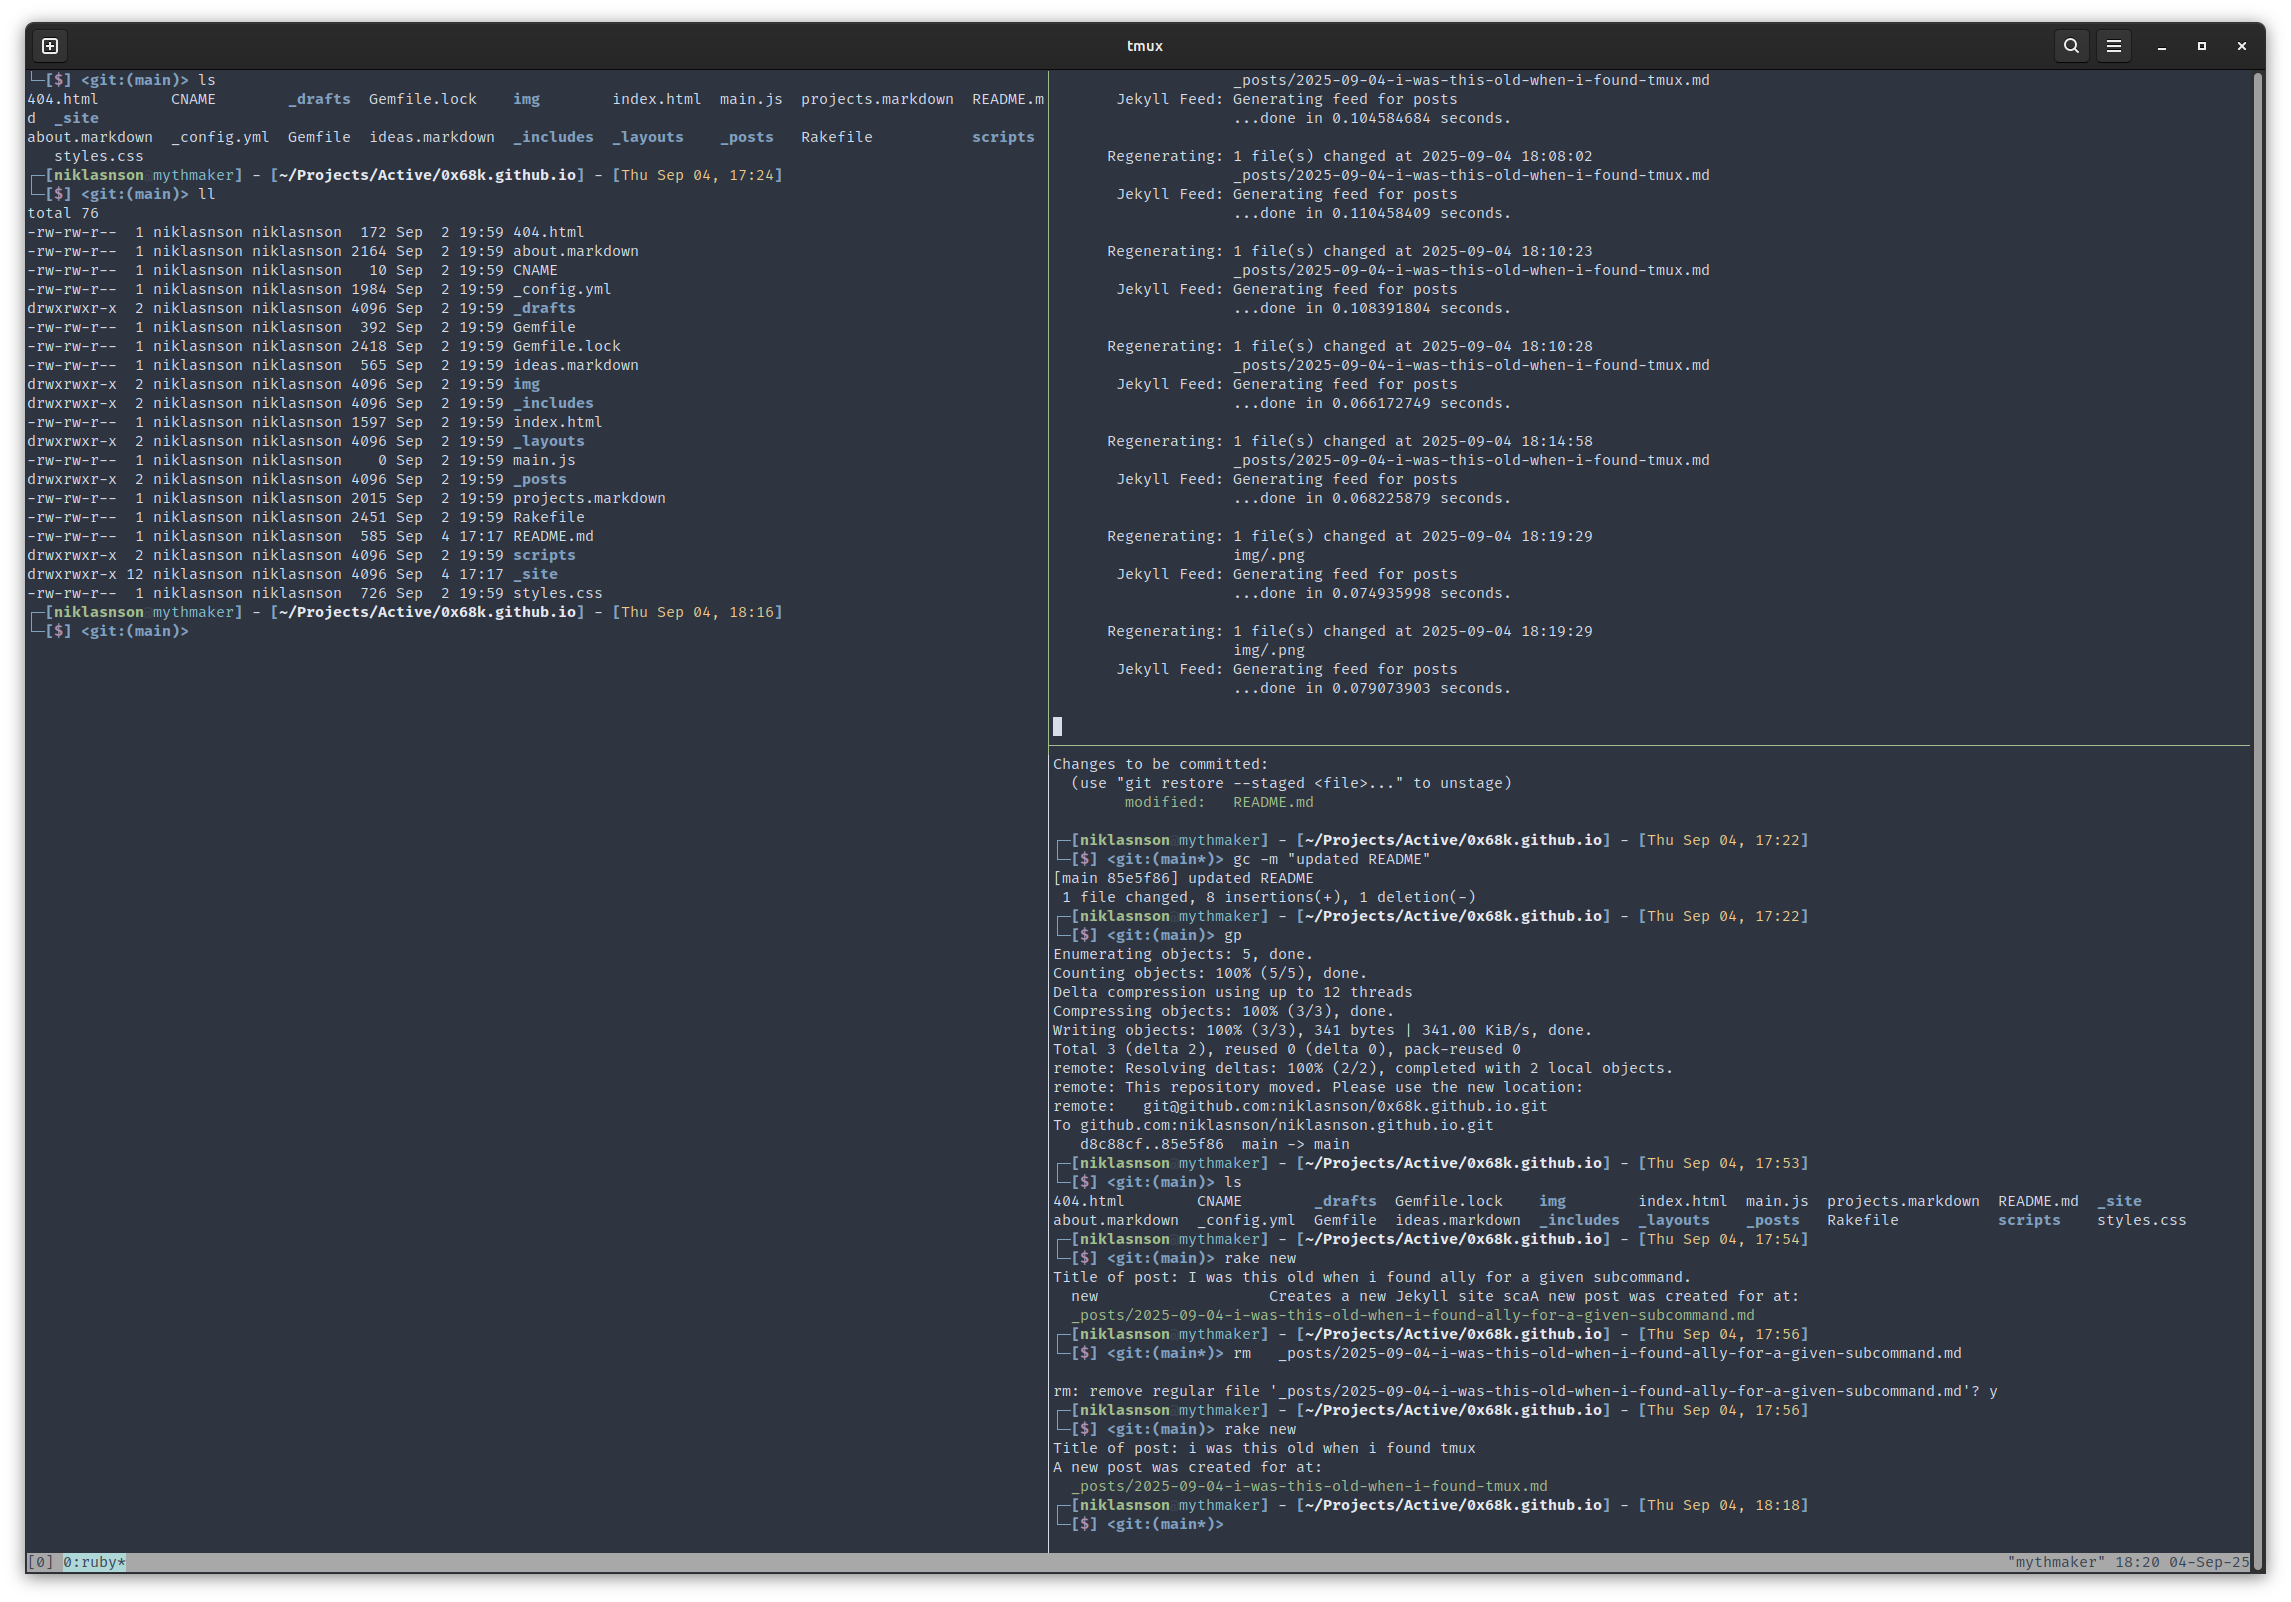 tmux
[$] <git:(main)> ls
404.html        CNAME        _drafts  Gemfile.lock    img        index.html  main.js  projects.markdown  README.m
d  _site
about.markdown  _config.yml  Gemfile  ideas.markdown  _includes  _layouts    _posts   Rakefile           scripts
   styles.css
[niklasnson@mythmaker] - [~/Projects/Active/0x68k.github.io] - [Thu Sep 04, 17:24]
[$] <git:(main)> ll
total 76
-rw-rw-r--  1 niklasnson niklasnson  172 Sep  2 19:59 404.html
-rw-rw-r--  1 niklasnson niklasnson 2164 Sep  2 19:59 about.markdown
-rw-rw-r--  1 niklasnson niklasnson   10 Sep  2 19:59 CNAME
-rw-rw-r--  1 niklasnson niklasnson 1984 Sep  2 19:59 _config.yml
drwxrwxr-x  2 niklasnson niklasnson 4096 Sep  2 19:59 _drafts
-rw-rw-r--  1 niklasnson niklasnson  392 Sep  2 19:59 Gemfile
-rw-rw-r--  1 niklasnson niklasnson 2418 Sep  2 19:59 Gemfile.lock
-rw-rw-r--  1 niklasnson niklasnson  565 Sep  2 19:59 ideas.markdown
drwxrwxr-x  2 niklasnson niklasnson 4096 Sep  2 19:59 img
drwxrwxr-x  2 niklasnson niklasnson 4096 Sep  2 19:59 _includes
-rw-rw-r--  1 niklasnson niklasnson 1597 Sep  2 19:59 index.html
drwxrwxr-x  2 niklasnson niklasnson 4096 Sep  2 19:59 _layouts
-rw-rw-r--  1 niklasnson niklasnson    0 Sep  2 19:59 main.js
drwxrwxr-x  2 niklasnson niklasnson 4096 Sep  2 19:59 _posts
-rw-rw-r--  1 niklasnson niklasnson 2015 Sep  2 19:59 projects.markdown
-rw-rw-r--  1 niklasnson niklasnson 2451 Sep  2 19:59 Rakefile
-rw-rw-r--  1 niklasnson niklasnson  585 Sep  4 17:17 README.md
drwxrwxr-x  2 niklasnson niklasnson 4096 Sep  2 19:59 scripts
drwxrwxr-x 12 niklasnson niklasnson 4096 Sep  4 17:17 _site
-rw-rw-r--  1 niklasnson niklasnson  726 Sep  2 19:59 styles.css
[niklasnson@mythmaker] - [~/Projects/Active/0x68k.github.io] - [Thu Sep 04, 18:16]
[$] <git:(main)>
_posts/2025-09-04-i-was-this-old-when-i-found-tmux.md
Jekyll Feed: Generating feed for posts
...done in 0.104584684 seconds.
Regenerating: 1 file(s) changed at 2025-09-04 18:08:02
_posts/2025-09-04-i-was-this-old-when-i-found-tmux.md
Jekyll Feed: Generating feed for posts
...done in 0.110458409 seconds.
Regenerating: 1 file(s) changed at 2025-09-04 18:10:23
_posts/2025-09-04-i-was-this-old-when-i-found-tmux.md
Jekyll Feed: Generating feed for posts
...done in 0.108391804 seconds.
Regenerating: 1 file(s) changed at 2025-09-04 18:10:28
_posts/2025-09-04-i-was-this-old-when-i-found-tmux.md
Jekyll Feed: Generating feed for posts
...done in 0.066172749 seconds.
Regenerating: 1 file(s) changed at 2025-09-04 18:14:58
_posts/2025-09-04-i-was-this-old-when-i-found-tmux.md
Jekyll Feed: Generating feed for posts
...done in 0.068225879 seconds.
Regenerating: 1 file(s) changed at 2025-09-04 18:19:29
img/.png
Jekyll Feed: Generating feed for posts
...done in 0.074935998 seconds.
Regenerating: 1 file(s) changed at 2025-09-04 18:19:29
img/.png
Jekyll Feed: Generating feed for posts
...done in 0.079073903 seconds.
Changes to be committed:
  (use "git restore --staged <file>..." to unstage)
        modified:   README.md
[niklasnson@mythmaker] - [~/Projects/Active/0x68k.github.io] - [Thu Sep 04, 17:22]
[$] <git:(main*)> gc -m "updated README"
[main 85e5f86] updated README
 1 file changed, 8 insertions(+), 1 deletion(-)
[niklasnson@mythmaker] - [~/Projects/Active/0x68k.github.io] - [Thu Sep 04, 17:22]
[$] <git:(main)> gp
Enumerating objects: 5, done.
Counting objects: 100% (5/5), done.
Delta compression using up to 12 threads
Compressing objects: 100% (3/3), done.
Writing objects: 100% (3/3), 341 bytes | 341.00 KiB/s, done.
Total 3 (delta 2), reused 0 (delta 0), pack-reused 0
remote: Resolving deltas: 100% (2/2), completed with 2 local objects.
remote: This repository moved. Please use the new location:
remote:   git@github.com:niklasnson/0x68k.github.io.git
To github.com:niklasnson/niklasnson.github.io.git
   d8c88cf..85e5f86  main -> main
[niklasnson@mythmaker] - [~/Projects/Active/0x68k.github.io] - [Thu Sep 04, 17:53]
[$] <git:(main)> ls
404.html        CNAME        _drafts  Gemfile.lock    img        index.html  main.js  projects.markdown  README.md  _site
about.markdown  _config.yml  Gemfile  ideas.markdown  _includes  _layouts    _posts   Rakefile           scripts    styles.css
[niklasnson@mythmaker] - [~/Projects/Active/0x68k.github.io] - [Thu Sep 04, 17:54]
[$] <git:(main)> rake new
Title of post: I was this old when i found ally for a given subcommand.
  new                   Creates a new Jekyll site scaA new post was created for at:
  _posts/2025-09-04-i-was-this-old-when-i-found-ally-for-a-given-subcommand.md
[niklasnson@mythmaker] - [~/Projects/Active/0x68k.github.io] - [Thu Sep 04, 17:56]
[$] <git:(main*)> rm   _posts/2025-09-04-i-was-this-old-when-i-found-ally-for-a-given-subcommand.md
rm: remove regular file '_posts/2025-09-04-i-was-this-old-when-i-found-ally-for-a-given-subcommand.md'? y
[niklasnson@mythmaker] - [~/Projects/Active/0x68k.github.io] - [Thu Sep 04, 17:56]
[$] <git:(main)> rake new
Title of post: i was this old when i found tmux
A new post was created for at:
  _posts/2025-09-04-i-was-this-old-when-i-found-tmux.md
[niklasnson@mythmaker] - [~/Projects/Active/0x68k.github.io] - [Thu Sep 04, 18:18]
[$] <git:(main*)>
[0] 0:ruby*
"mythmaker" 18:20 04-Sep-25